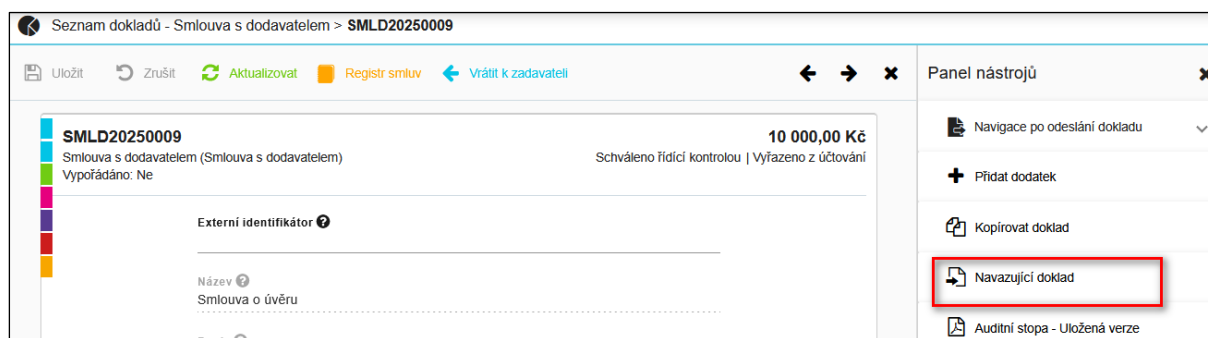 Seznam dokladů - Smlouva s dodavatelem > SMLD20250009
Uložit Zrušit Aktualizovat Registr smluv Vrátit k zadavateli
Panel nástrojů
SMLD20250009 10 000,00 Kč
Smlouva s dodavatelem (Smlouva s dodavatelem) Schváleno řídící kontrolou | Vyřazeno z účtování
Vypořádáno: Ne
Externí identifikátor
Název
Smlouva o úvěru
Navigace po odeslání dokladu
Přidat dodatek
Kopírovat doklad
Navazující doklad
Auditní stopa - Uložená verze